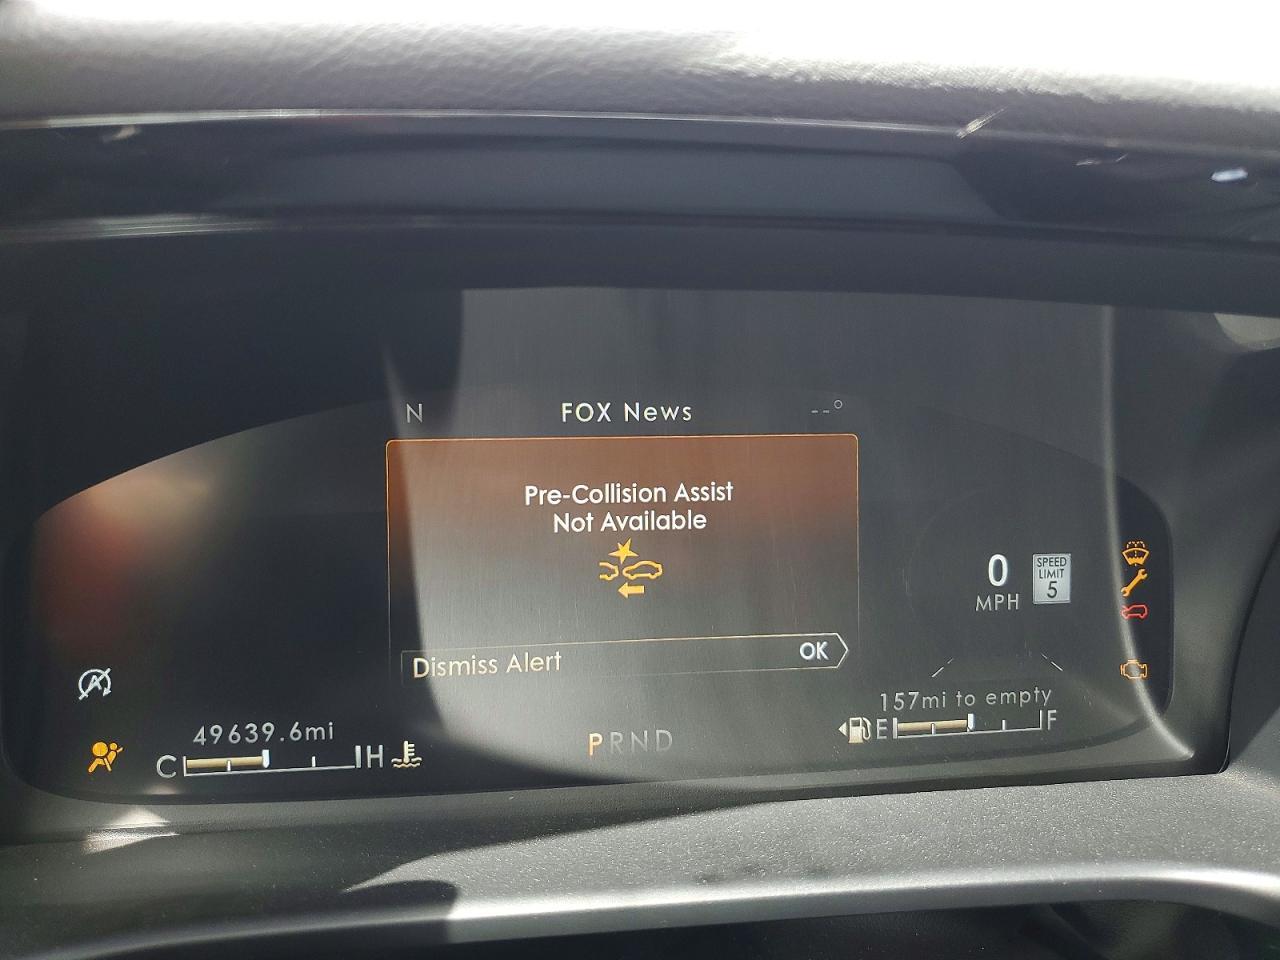 N FOX News --°
Pre-Collision Assist
Not Available
0
MPH
SPEED
LIMIT
5
Dismiss Alert OK
A
49639.6mi
157mi to empty
C H
PRND
E F